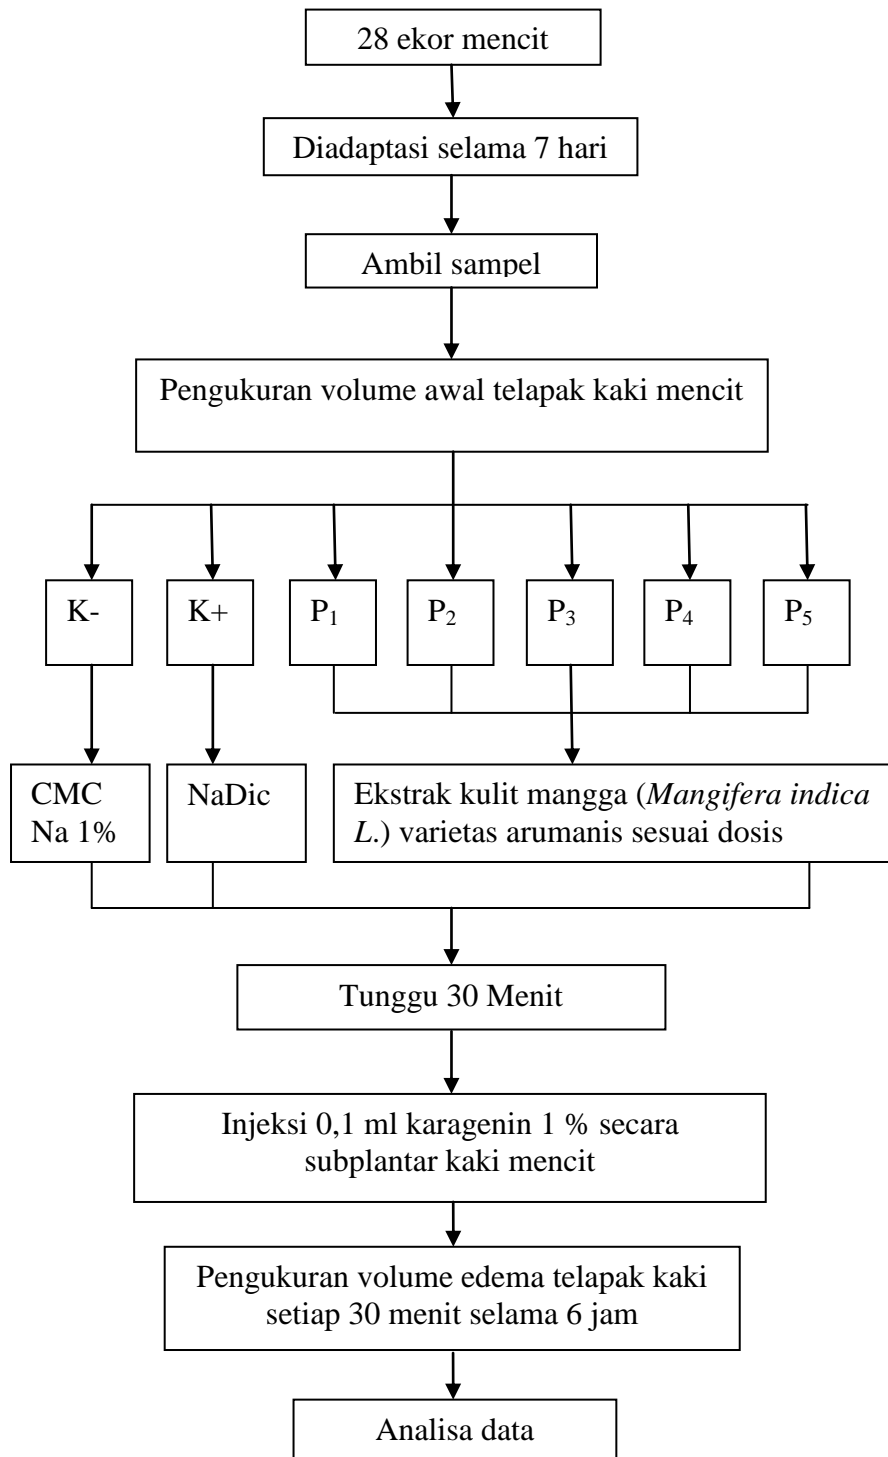 28 ekor mencit
Diadaptasi selama 7 hari
Ambil sampel
Pengukuran volume awal telapak kaki mencit
K-
K+
P₁
P₂
P₃
P₄
P₅
CMC
Na 1%
NaDic
Ekstrak kulit mangga (Mangifera indica
L.) varietas arumanis sesuai dosis
Tunggu 30 Menit
Injeksi 0,1 ml karagenin 1 % secara
subplantar kaki mencit
Pengukuran volume edema telapak kaki
setiap 30 menit selama 6 jam
Analisa data